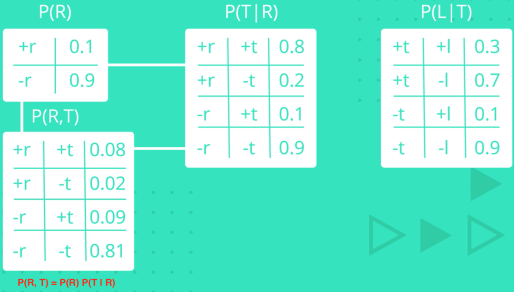 P(R)
+r 0.1
-r 0.9
P(T|R)
+r +t 0.8
+r -t 0.2
-r +t 0.1
-r -t 0.9
P(L|T)
+t +l 0.3
+t -l 0.7
-t +l 0.1
-t -l 0.9
P(R,T)
+r +t 0.08
+r -t 0.02
-r +t 0.09
-r -t 0.81
P(R, T) = P(R) P(T | R)